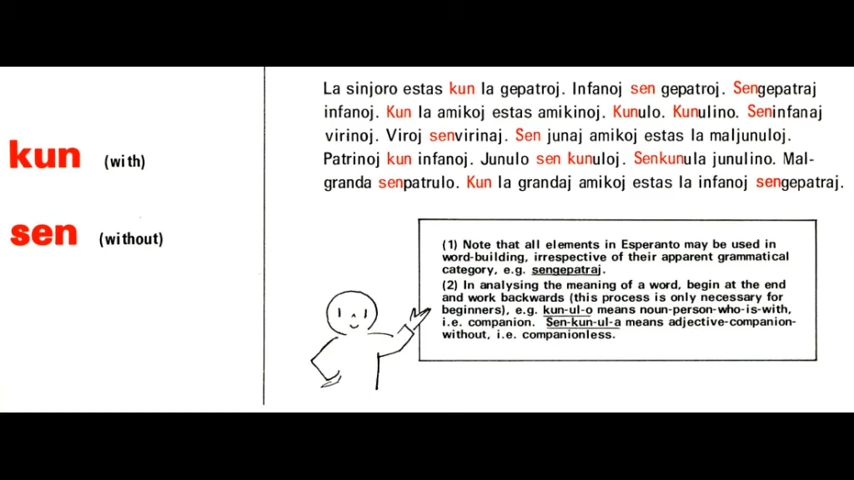 kun (with)
sen (without)
La sinjoro estas kun la gepatroj. Infanoj sen gepatroj. Sengepatraj
infanoj. Kun la amikoj estas amikinoj. Kunulo. Kunulino. Seninfanaj
virinoj. Viroj senvirinaj. Sen junaj amikoj estas la maljunuloj.
Patrinoj kun infanoj. Junulo sen kunuloj. Senkunula junulino. Mal-
granda senpatrulo. Kun la grandaj amikoj estas la infanoj sengepatraj.
(1) Note that all elements in Esperanto may be used in
word-building, irrespective of their apparent grammatical
category, e.g. sengepatraj.
(2) In analysing the meaning of a word, begin at the end
and work backwards (this process is only necessary for
beginners), e.g. kun-ul-o means noun-person-who-is-with,
i.e. companion. Sen-kun-ul-a means adjective-companion-
without, i.e. companionless.